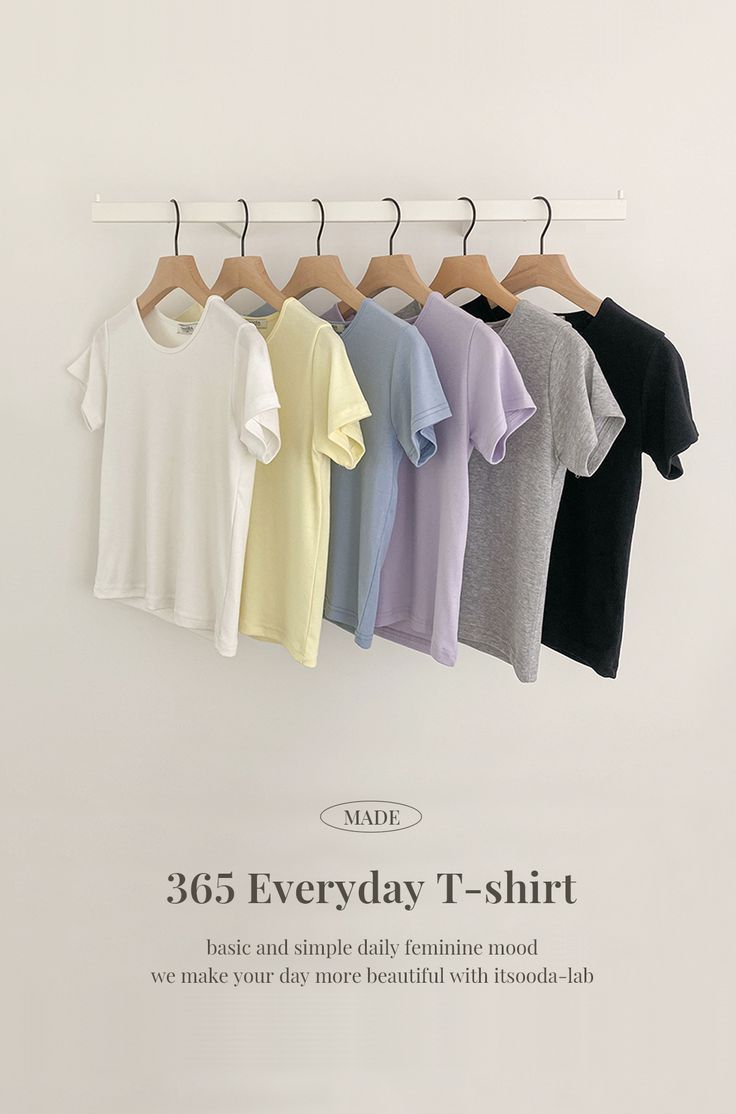 MADE
365 Everyday T-shirt
basic and simple daily feminine mood
we make your day more beautiful with itsooda-lab